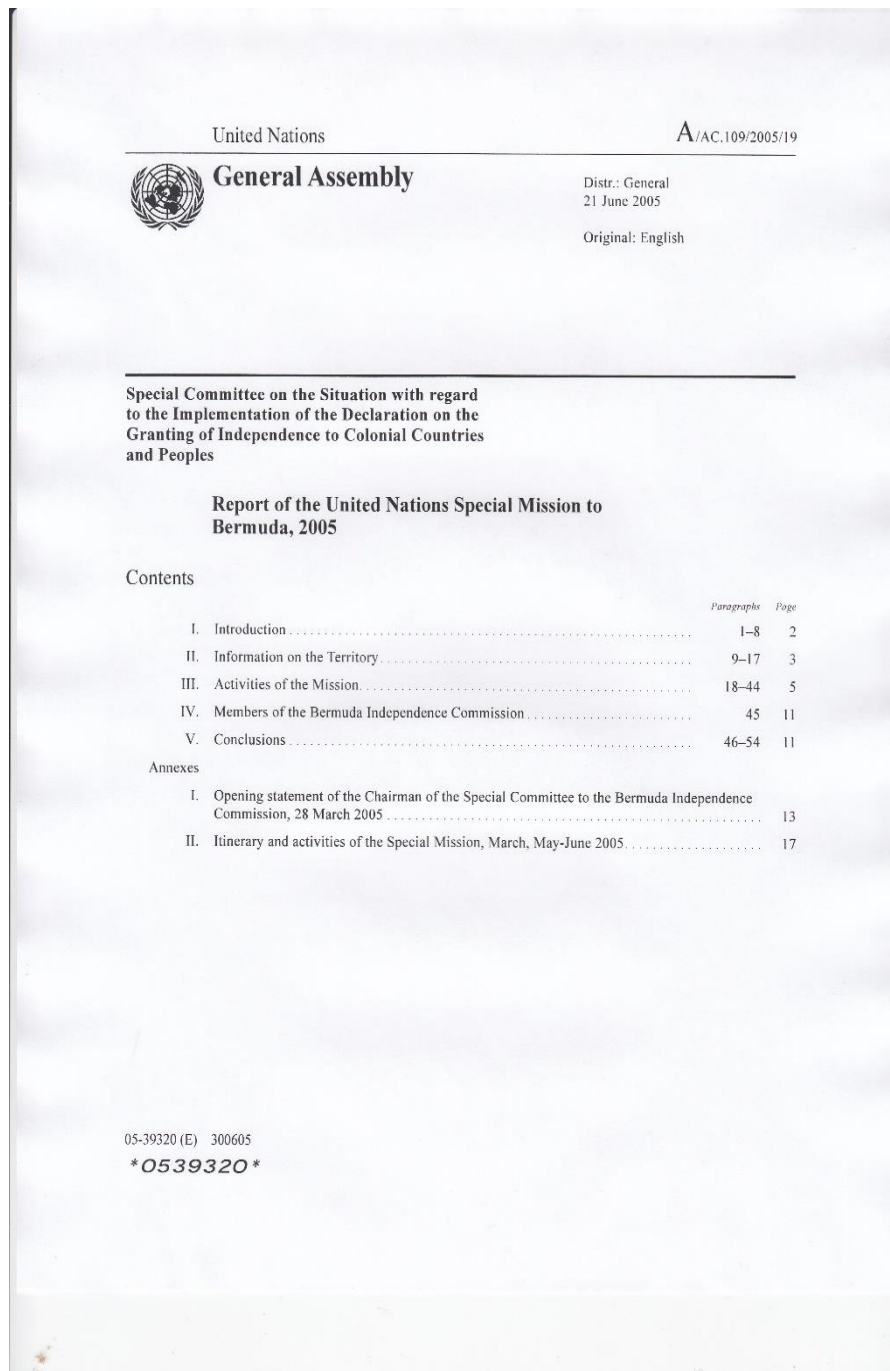 United Nations
A/AC.109/2005/19
General Assembly
Distr.: General
21 June 2005
Original: English
Special Committee on the Situation with regard
to the Implementation of the Declaration on the
Granting of Independence to Colonial Countries
and Peoples
Report of the United Nations Special Mission to
Bermuda, 2005
Contents
Paragraphs Page
I. Introduction . . . . . . . . . . 1–8 2
II. Information on the Territory . . . . . . . . . . 9–17 3
III. Activities of the Mission . . . . . . . . . . 18–44 5
IV. Members of the Bermuda Independence Commission . . . . . . . . . . 45 11
V. Conclusions . . . . . . . . . . 46–54 11
Annexes
I. Opening statement of the Chairman of the Special Committee to the Bermuda Independence
Commission, 28 March 2005 . . . . . . . . . . 13
II. Itinerary and activities of the Special Mission, March, May-June 2005 . . . . . . . . . . 17
05-39320 (E) 300605
*0539320*